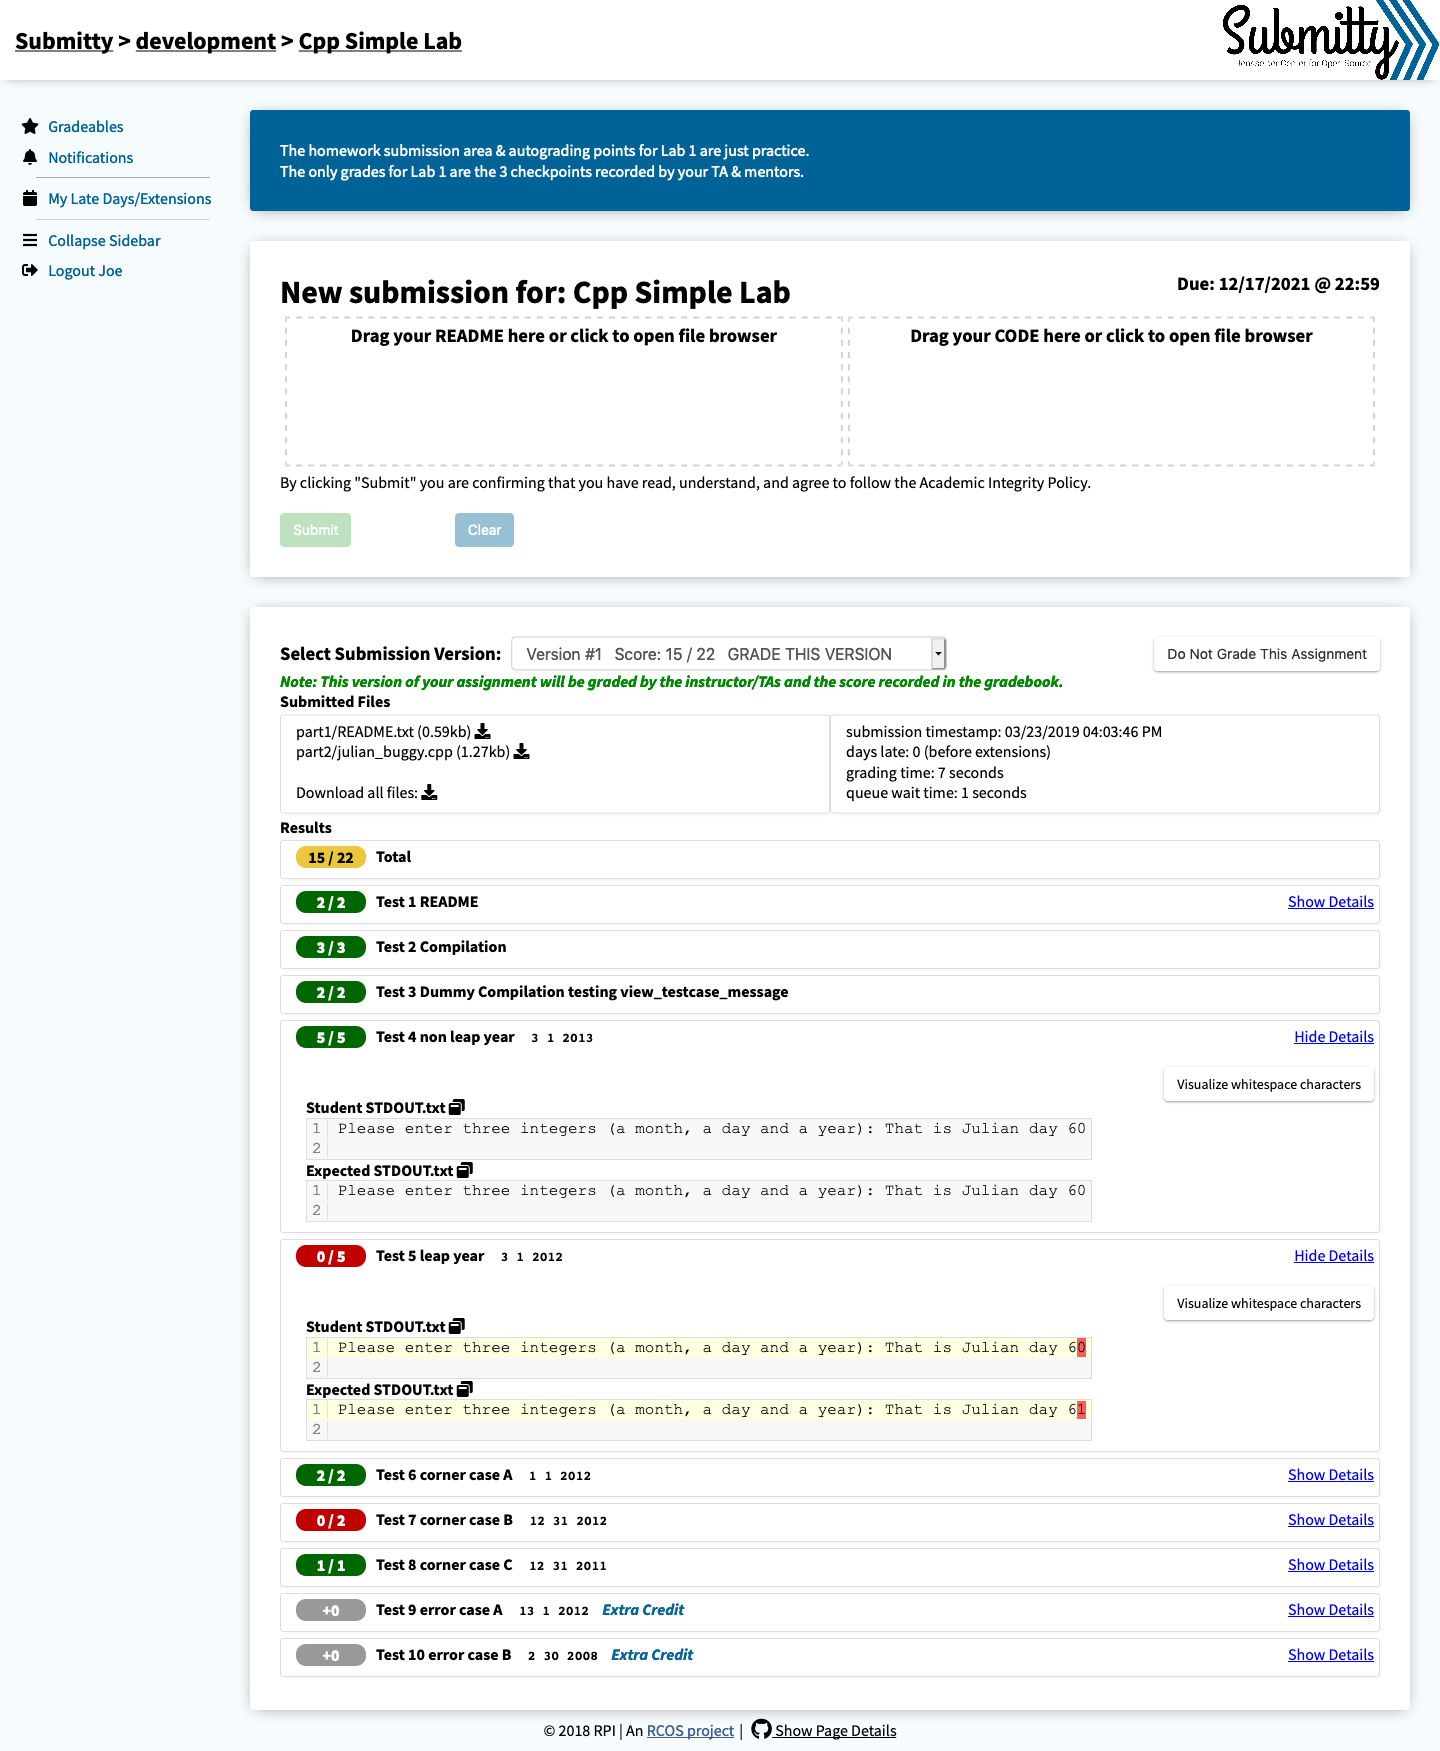 Submitty > development > Cpp Simple Lab
Submitty
Gradeables
Notifications
My Late Days/Extensions
Collapse Sidebar
Logout Joe
The homework submission area & autograding points for Lab 1 are just practice.
The only grades for Lab 1 are the 3 checkpoints recorded by your TA & mentors.
New submission for: Cpp Simple Lab
Due: 12/17/2021 @ 22:59
Drag your README here or click to open file browser
Drag your CODE here or click to open file browser
By clicking "Submit" you are confirming that you have read, understand, and agree to follow the Academic Integrity Policy.
Submit
Clear
Select Submission Version: Version #1 Score: 15 / 22 GRADE THIS VERSION
Do Not Grade This Assignment
Note: This version of your assignment will be graded by the instructor/TAs and the score recorded in the gradebook.
Submitted Files
part1/README.txt (0.59kb)
part2/julian_buggy.cpp (1.27kb)
Download all files:
submission timestamp: 03/23/2019 04:03:46 PM
days late: 0 (before extensions)
grading time: 7 seconds
queue wait time: 1 seconds
Results
15 / 22 Total
2 / 2 Test 1 README Show Details
3 / 3 Test 2 Compilation
2 / 2 Test 3 Dummy Compilation testing view_testcase_message
5 / 5 Test 4 non leap year 3 1 2013 Hide Details
Visualize whitespace characters
Student STDOUT.txt
1 Please enter three integers (a month, a day and a year): That is Julian day 60
2
Expected STDOUT.txt
1 Please enter three integers (a month, a day and a year): That is Julian day 60
2
0 / 5 Test 5 leap year 3 1 2012 Hide Details
Visualize whitespace characters
Student STDOUT.txt
1 Please enter three integers (a month, a day and a year): That is Julian day 60
2
Expected STDOUT.txt
1 Please enter three integers (a month, a day and a year): That is Julian day 61
2
2 / 2 Test 6 corner case A 1 1 2012 Show Details
0 / 2 Test 7 corner case B 12 31 2012 Show Details
1 / 1 Test 8 corner case C 12 31 2011 Show Details
+0 Test 9 error case A 13 1 2012 Extra Credit Show Details
+0 Test 10 error case B 2 30 2008 Extra Credit Show Details
© 2018 RPI | An RCOS project | Show Page Details